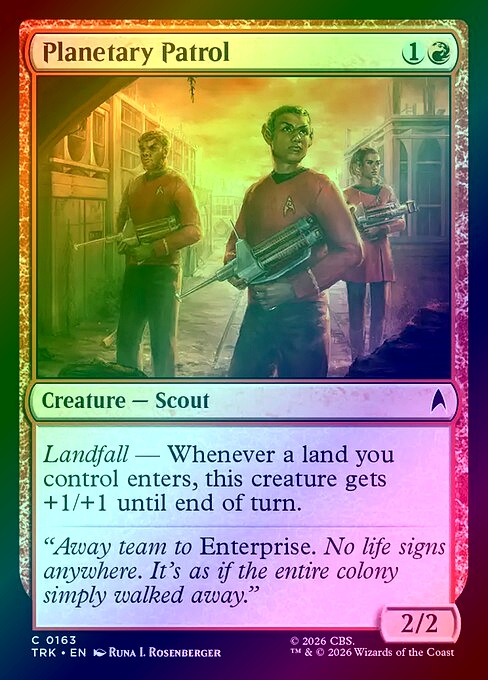 Planetary Patrol 1
Creature — Scout
Landfall — Whenever a land you
control enters, this creature gets
+1/+1 until end of turn.
“Away team to Enterprise. No life signs
anywhere. It’s as if the entire colony
simply walked away.”
2/2
C 0163
TRK • EN Runa I. Rosenberger
© 2026 CBS.
™ & © 2026 Wizards of the Coast